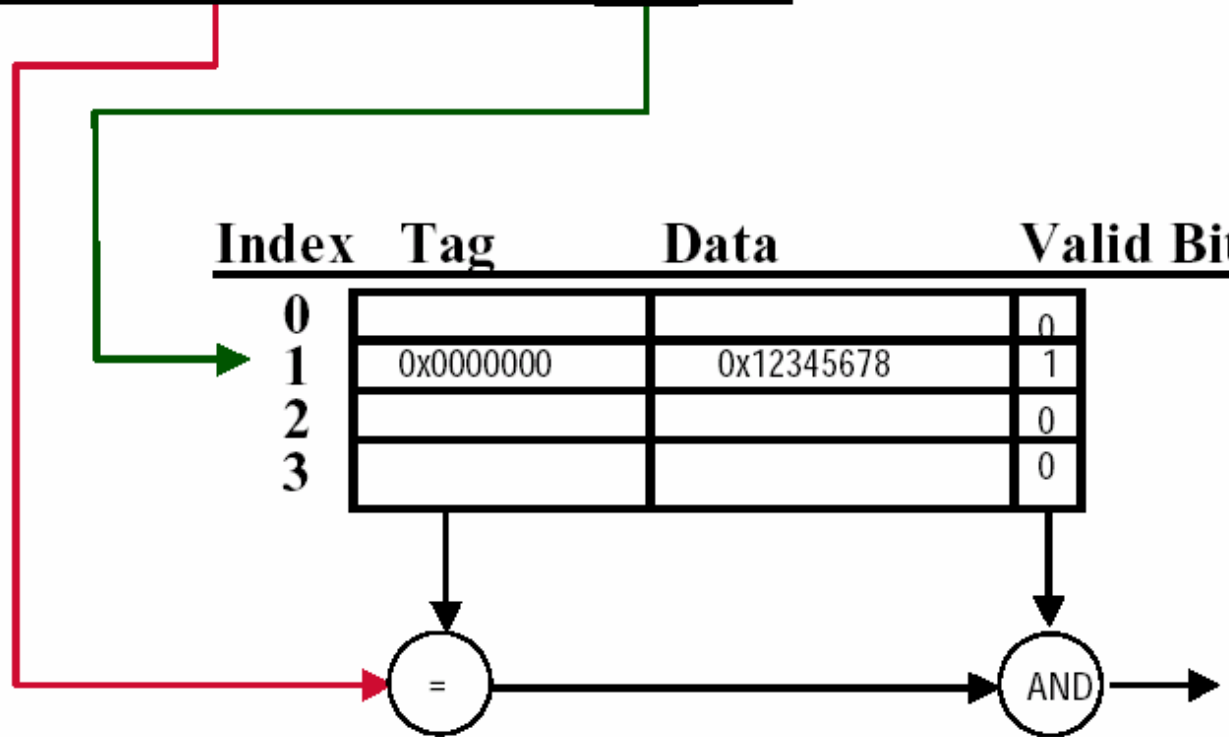 Index Tag Data Valid Bit
0 0
1 0x0000000 0x12345678 1
2 0
3 0
= AND